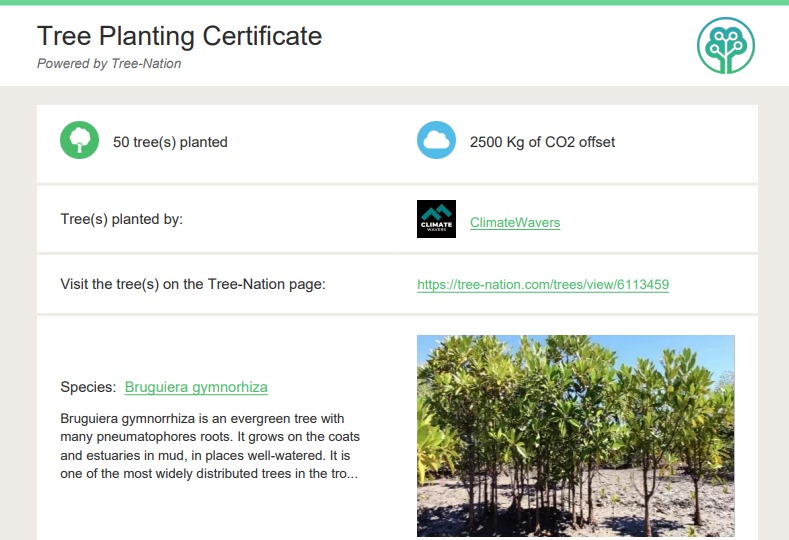 Tree Planting Certificate
Powered by Tree-Nation
50 tree(s) planted
2500 Kg of CO2 offset
Tree(s) planted by:
CLIMATE
WAVERS
ClimateWavers
Visit the tree(s) on the Tree-Nation page:
https://tree-nation.com/trees/view/6113459
Species: Bruguiera gymnorhiza
Bruguiera gymnorrhiza is an evergreen tree with
many pneumatophores roots. It grows on the coats
and estuaries in mud, in places well-watered. It is
one of the most widely distributed trees in the tro...